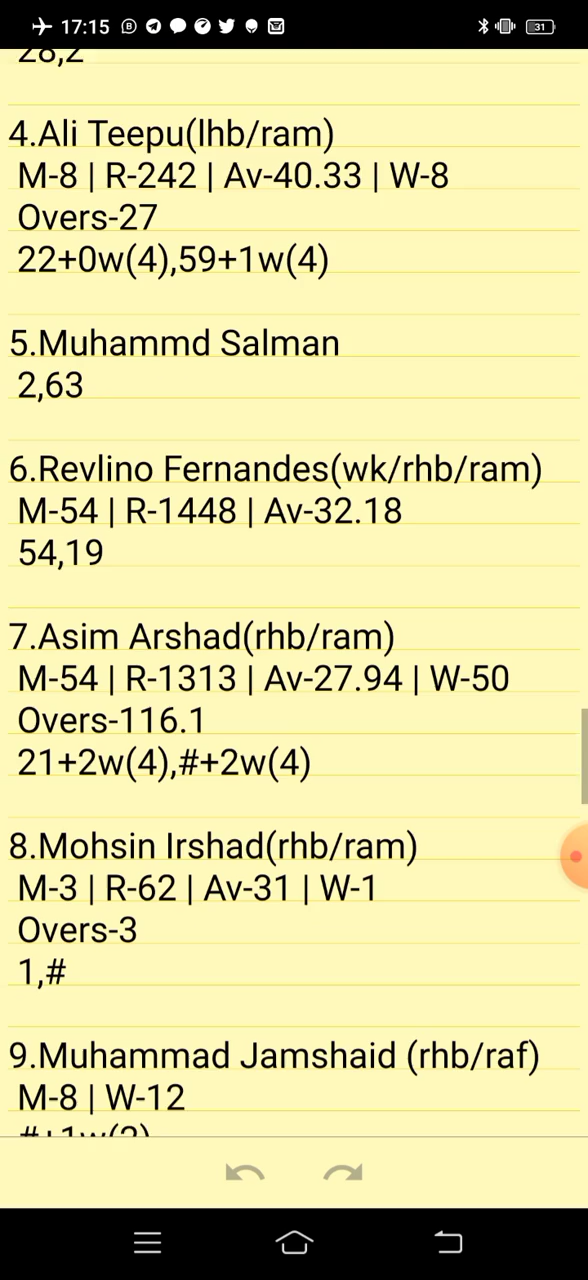 17:15
31
28,2
4.Ali Teepu(lhb/ram)
M-8 | R-242 | Av-40.33 | W-8
Overs-27
22+0w(4),59+1w(4)
5.Muhammd Salman
2,63
6.Revlino Fernandes(wk/rhb/ram)
M-54 | R-1448 | Av-32.18
54,19
7.Asim Arshad(rhb/ram)
M-54 | R-1313 | Av-27.94 | W-50
Overs-116.1
21+2w(4),#+2w(4)
8.Mohsin Irshad(rhb/ram)
M-3 | R-62 | Av-31 | W-1
Overs-3
1,#
9.Muhammad Jamshaid (rhb/raf)
M-8 | W-12